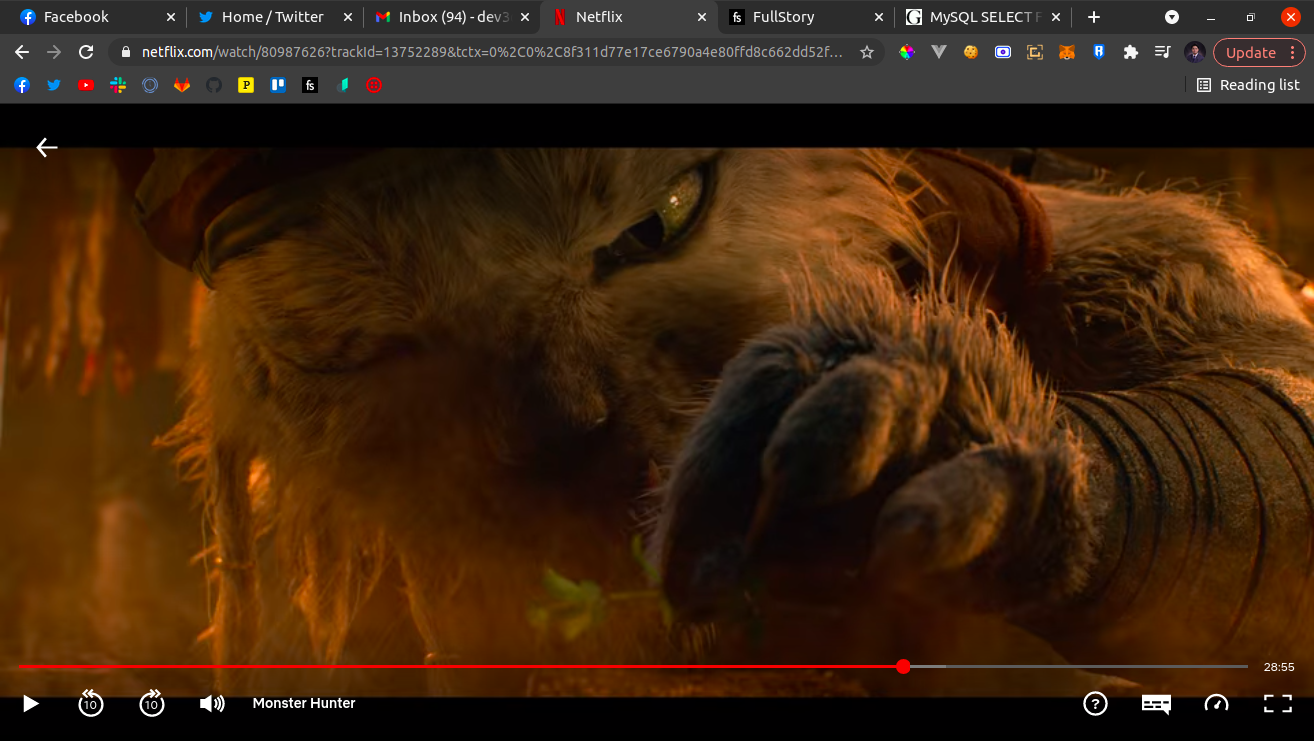 Facebook
Home / Twitter
Inbox (94) - dev3
Netflix
FullStory
MySQL SELECT F
netflix.com/watch/80987626?trackId=13752289&tctx=0%2C0%2C8f311d77e17ce6790a4e80ffd8c662dd52f...
Update
Reading list
28:55
10
10
Monster Hunter
?